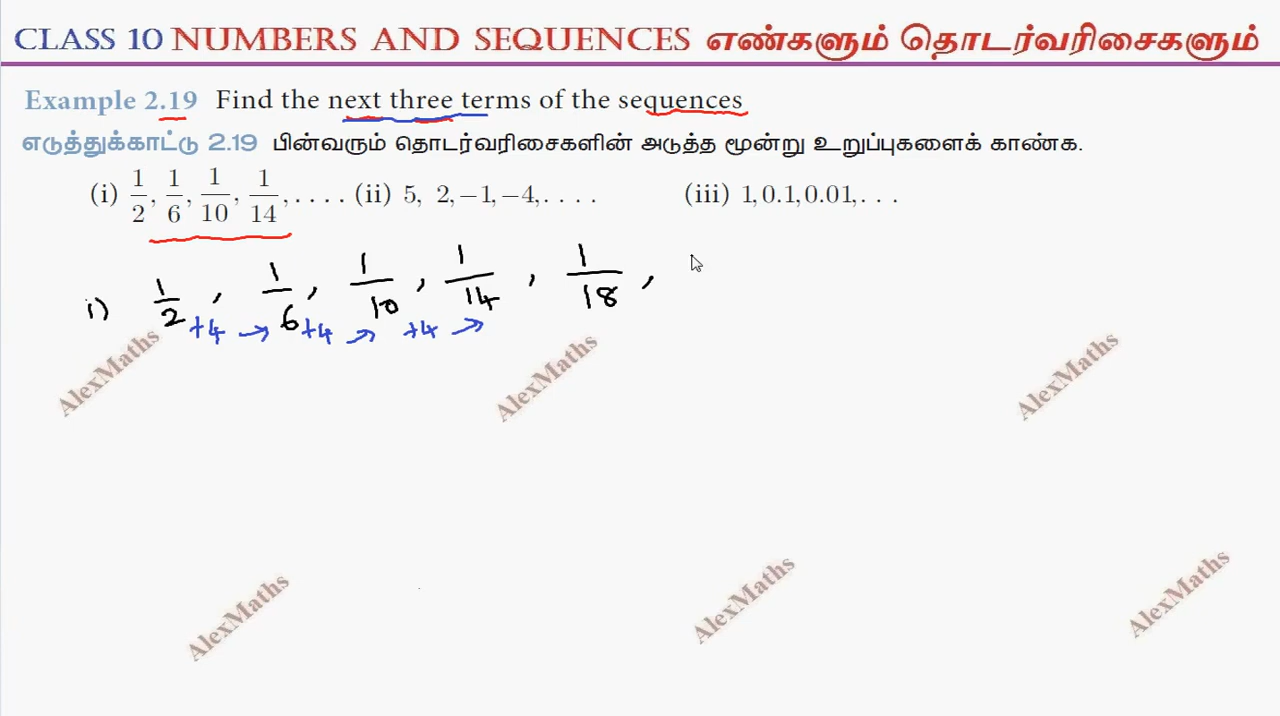 CLASS 10 NUMBERS AND SEQUENCES எண்களும் தொடர்வரிசைகளும்
Example 2.19 Find the next three terms of the sequences
எடுத்துக்காட்டு 2.19 பின்வரும் தொடர்வரிசைகளின் அடுத்த மூன்று உறுப்புகளைக் காண்க.
(i) 1/2, 1/6, 1/10, 1/14, . . . . (ii) 5, 2, −1, −4, . . . . (iii) 1, 0.1, 0.01, . . .
i) 1/2 , 1/6 , 1/10 , 1/14 , 1/18 ,
+4 → +4 → +4 →
AlexMaths AlexMaths AlexMaths
AlexMaths AlexMaths AlexMaths